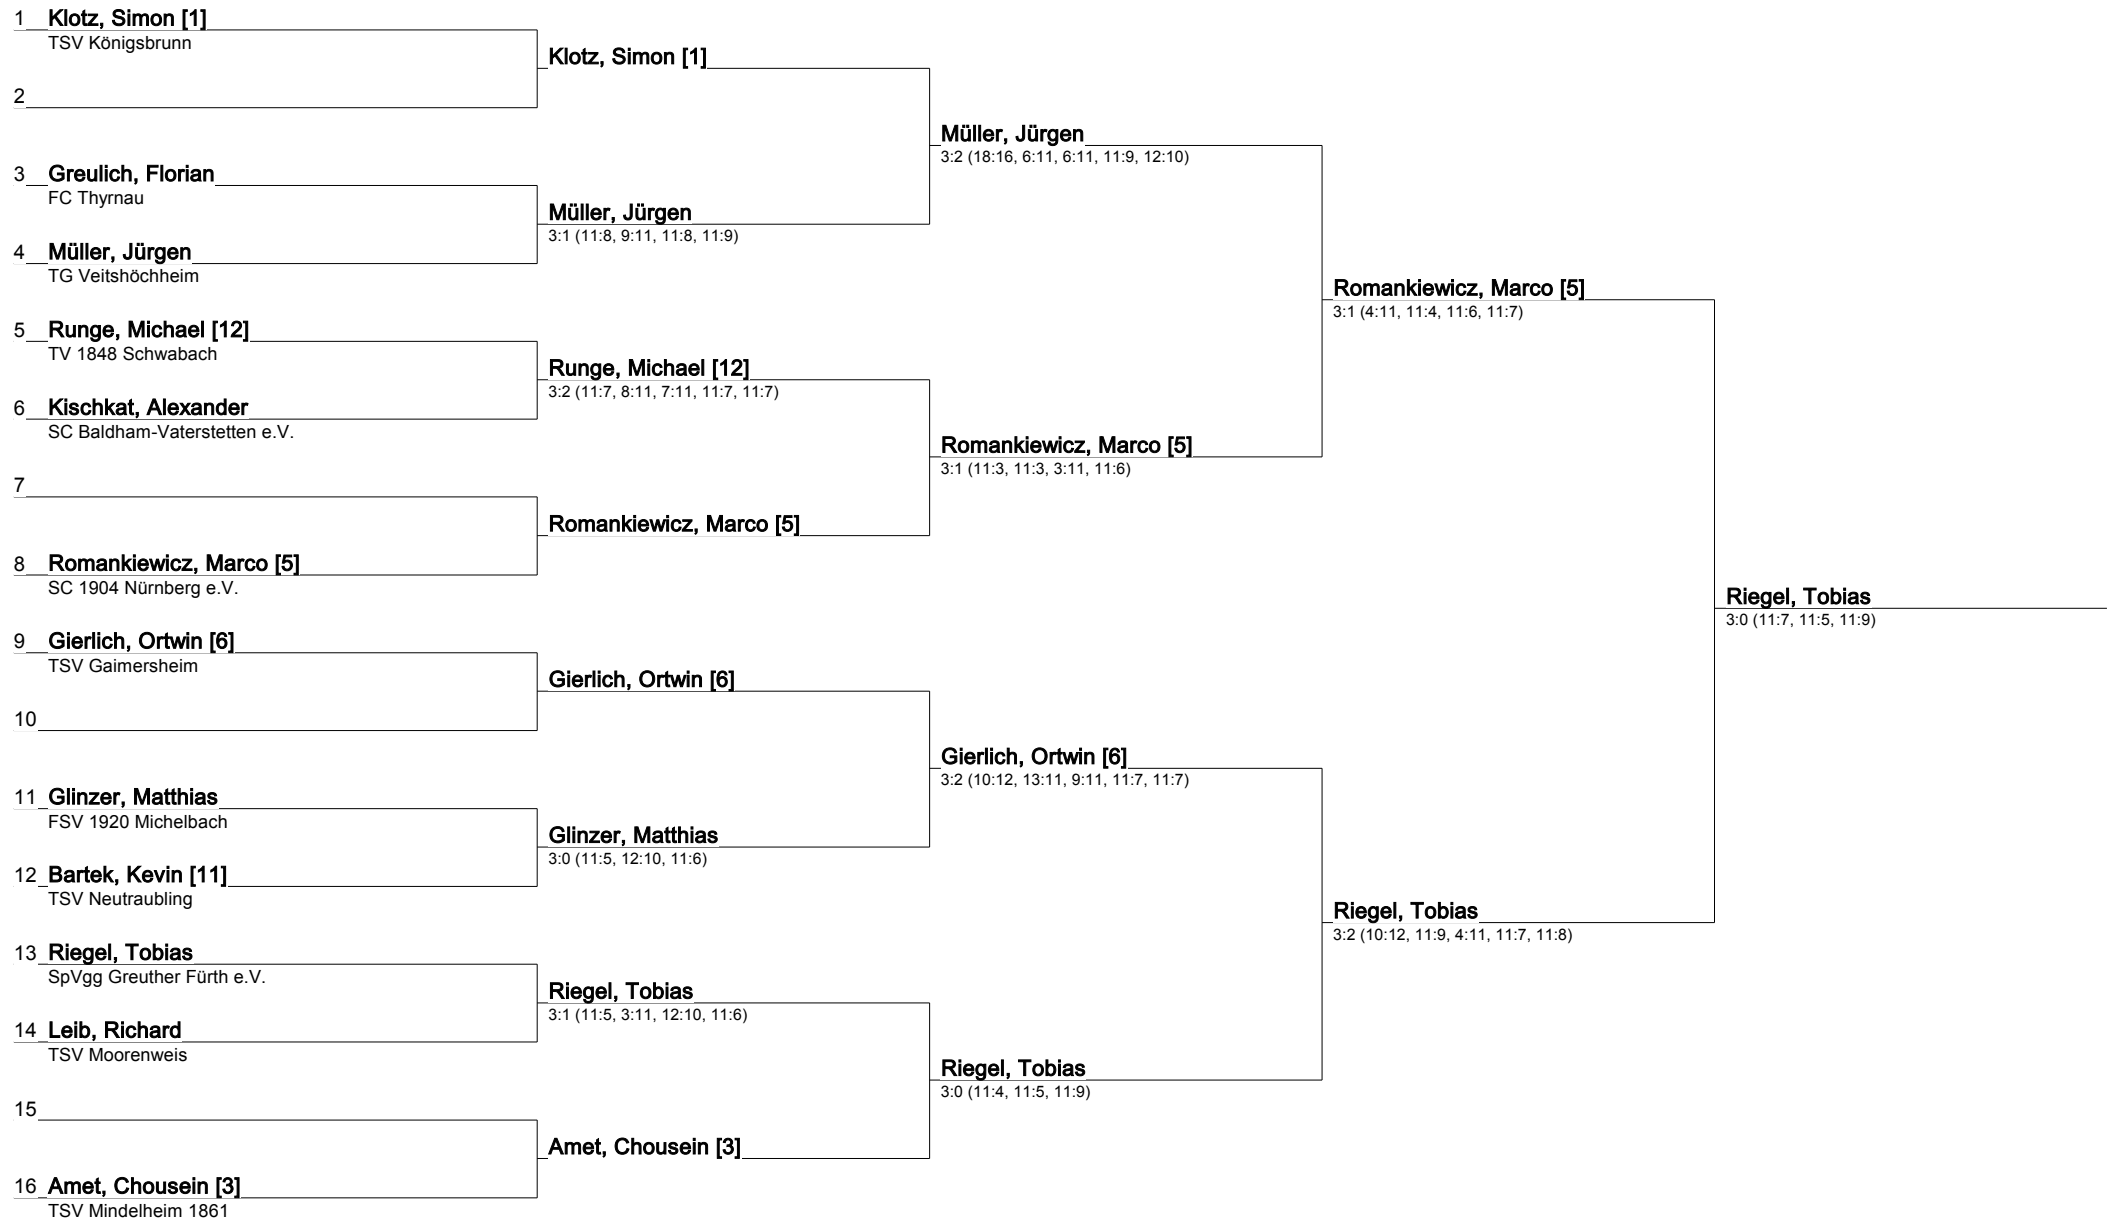 1 Klotz, Simon [1]
TSV Königsbrunn
Klotz, Simon [1]
2
Müller, Jürgen
3:2 (18:16, 6:11, 6:11, 11:9, 12:10)
3 Greulich, Florian
FC Thyrnau
Müller, Jürgen
3:1 (11:8, 9:11, 11:8, 11:9)
4 Müller, Jürgen
TG Veitshöchheim
Romankiewicz, Marco [5]
3:1 (4:11, 11:4, 11:6, 11:7)
5 Runge, Michael [12]
TV 1848 Schwabach
Runge, Michael [12]
3:2 (11:7, 8:11, 7:11, 11:7, 11:7)
6 Kischkat, Alexander
SC Baldham-Vaterstetten e.V.
Romankiewicz, Marco [5]
3:1 (11:3, 11:3, 3:11, 11:6)
7
Romankiewicz, Marco [5]
8 Romankiewicz, Marco [5]
SC 1904 Nürnberg e.V.
Riegel, Tobias
3:0 (11:7, 11:5, 11:9)
9 Gierlich, Ortwin [6]
TSV Gaimersheim
Gierlich, Ortwin [6]
10
Gierlich, Ortwin [6]
3:2 (10:12, 13:11, 9:11, 11:7, 11:7)
11 Glinzer, Matthias
FSV 1920 Michelbach
Glinzer, Matthias
3:0 (11:5, 12:10, 11:6)
12 Bartek, Kevin [11]
TSV Neutraubling
Riegel, Tobias
3:2 (10:12, 11:9, 4:11, 11:7, 11:8)
13 Riegel, Tobias
SpVgg Greuther Fürth e.V.
Riegel, Tobias
3:1 (11:5, 3:11, 12:10, 11:6)
14 Leib, Richard
TSV Moorenweis
Riegel, Tobias
3:0 (11:4, 11:5, 11:9)
15
Amet, Chousein [3]
16 Amet, Chousein [3]
TSV Mindelheim 1861